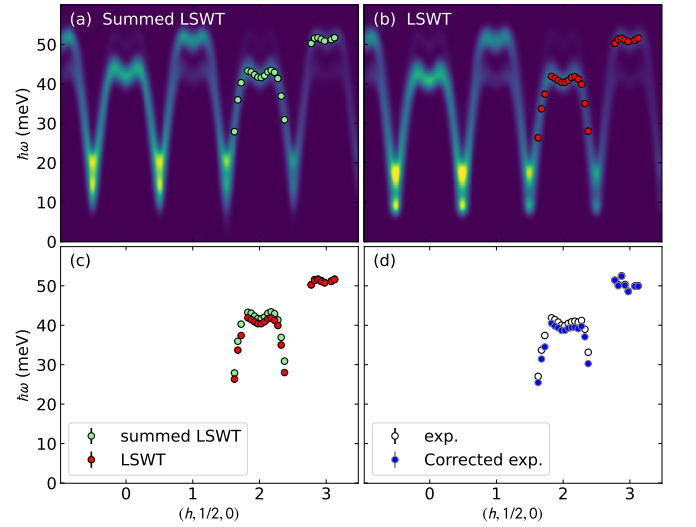 (a) Summed LSWT
(b) LSWT
50
40
30
20
10
0
ℏω (meV)
(c)
(d)
50
40
30
20
10
0
ℏω (meV)
summed LSWT
LSWT
exp.
Corrected exp.
0 1 2 3
0 1 2 3
(h, 1/2, 0)
(h, 1/2, 0)